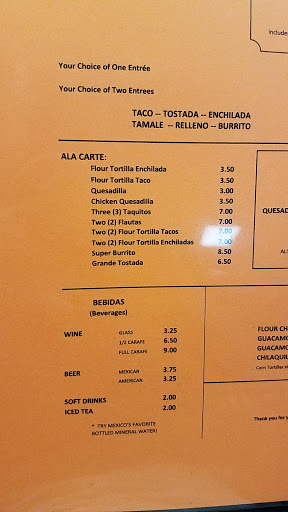 Include
Your Choice of One Entrée
Your Choice of Two Entrees
TACO -- TOSTADA -- ENCHILADA
TAMALE -- RELLENO -- BURRITO
ALA CARTE:
Flour Tortilla Enchilada 3.50
Flour Tortilla Taco 3.50
Quesadilla 3.00
Chicken Quesadilla 3.50
Three (3) Taquitos 7.00
Two (2) Flautas 7.00
Two (2) Flour Tortilla Tacos 7.00
Two (2) Flour Tortilla Enchiladas 7.00
Super Burrito 8.50
Grande Tostada 6.50
QUESAD
BEBIDAS
(Beverages)
WINE GLASS 3.25
1/2 CARAFE 6.50
FULL CARAFE 9.00
BEER MEXICAN 3.75
AMERICAN 3.25
SOFT DRINKS 2.00
ICED TEA 2.00
* TRY MEXICO'S FAVORITE
BOTTLED MINERAL WATER!
FLOUR CH
GUACAMO
GUACAMO
CHILAQUIL
Corn Tortillas
Thank you for y